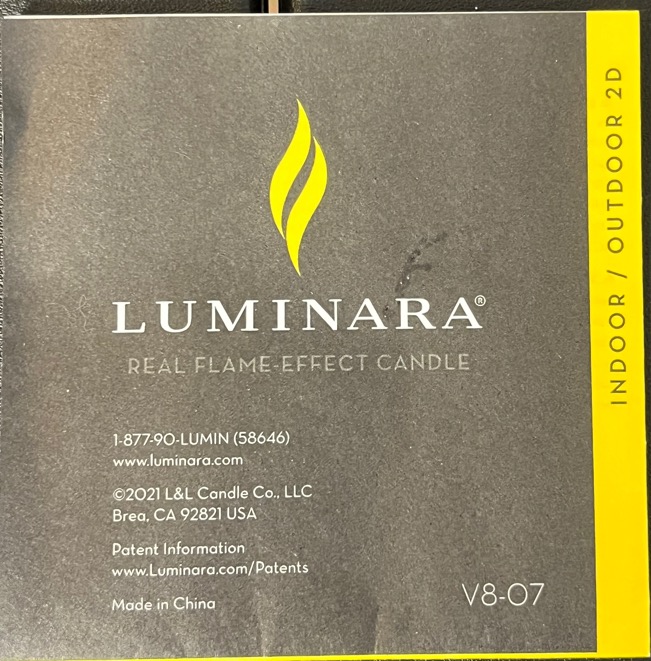 LUMINARA®
REAL FLAME-EFFECT CANDLE
1-877-90-LUMIN (58646)
www.luminara.com
©2021 L&L Candle Co., LLC
Brea, CA 92821 USA
Patent Information
www.Luminara.com/Patents
Made in China
V8-07
INDOOR / OUTDOOR 2D